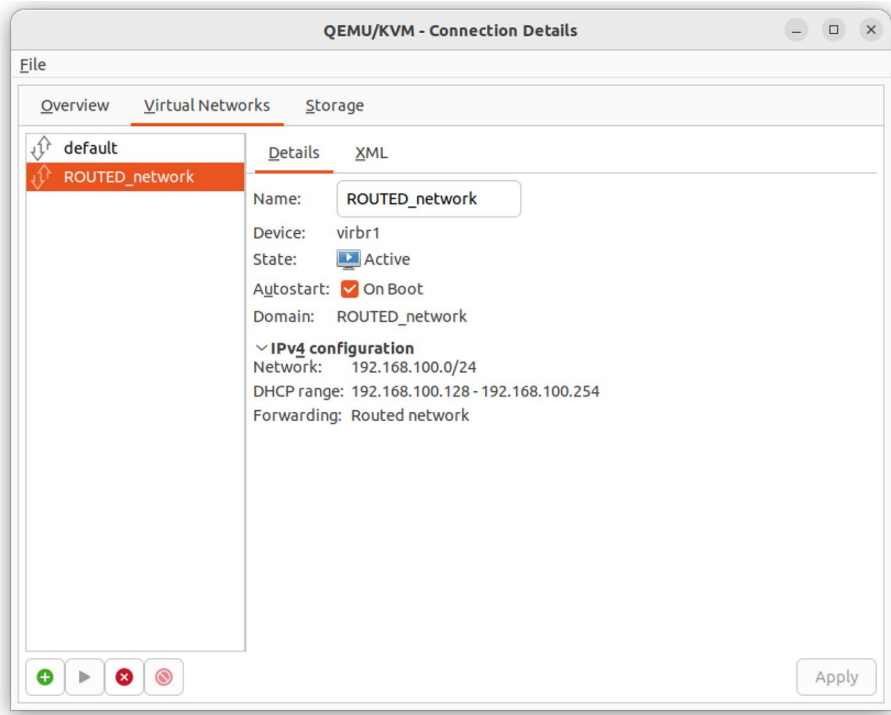 QEMU/KVM - Connection Details
File
Overview Virtual Networks Storage
default
ROUTED_network
Details XML
Name: ROUTED_network
Device: virbr1
State: Active
Autostart: On Boot
Domain: ROUTED_network
IPv4 configuration
Network: 192.168.100.0/24
DHCP range: 192.168.100.128 - 192.168.100.254
Forwarding: Routed network
Apply